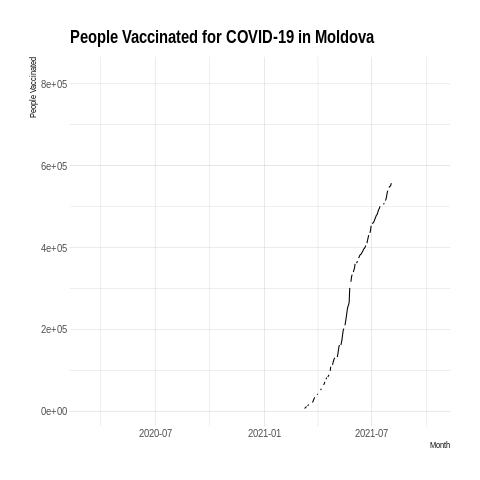 People Vaccinated for COVID-19 in Moldova
People Vaccinated
8e+05
6e+05
4e+05
2e+05
0e+00
2020-07
2021-01
2021-07
Month